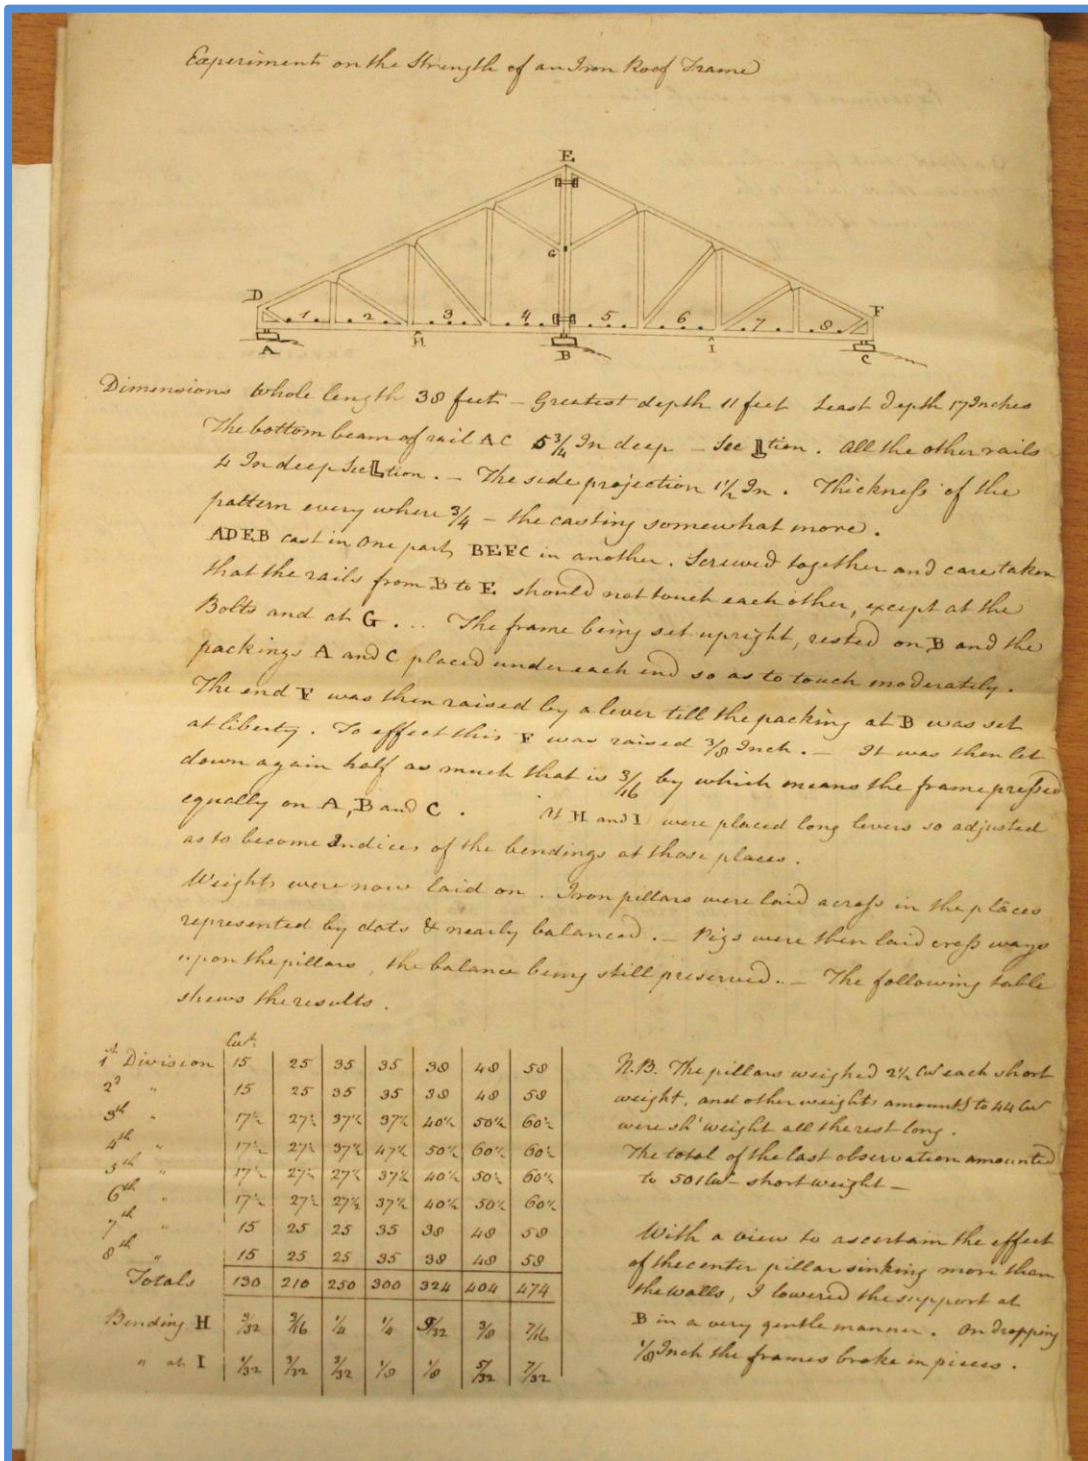 Experiments on the Strength of an Iron Roof Frame
E
G
D
1 2 3 4 5 6 7 8
F
A
H
B
I
C
Dimensions Whole length 38 feet – Greatest depth 11 feet Least depth 17 Inches
The bottom beam of rail AC 5¾ In deep – Sec L tion. All the other rails
4 In deep Sec L tion. – The side projection 1½ In. Thickness of the
pattern every where ¾ – the casting somewhat more.
ADEB cast in one part, BEFC in another. Screwed together and care taken
that the rails from B to E should not touch each other, except at the
Bolts and at G. .. The frame being set upright, rested on B and the
packings A and C placed under each end so as to touch moderately.
The end F was then raised by a lever till the packing at B was set
at liberty. To effect this F was raised 3/8 Inch. – It was then let
down again half as much that is 3/16 by which means the frame pressed
equally on A, B and C. At H and I were placed long levers so adjusted
as to become Indices of the bendings at those places.
Weights were now laid on. Iron pillars were laid across in the places
represented by dots & nearly balanced. – Pigs were then laid cross ways
upon the pillars, the balance being still preserved. – The following table
shews the results.
Cwt.
1st Division 15 25 35 35 38 48 58
2d " 15 25 35 35 38 48 58
3th " 17½ 27½ 37½ 37½ 40½ 50½ 60½
4th " 17½ 27½ 37½ 47½ 50½ 60½ 60½
5th " 17½ 27½ 27½ 37½ 40½ 50½ 60½
6th " 17½ 27½ 27½ 37½ 40½ 50½ 60½
7th " 15 25 25 35 38 48 58
8th " 15 25 25 35 38 48 58
Totals 130 210 250 300 324 404 474
Bending H 3/32 3/16 1/4 1/4 9/32 3/8 7/16
" at I 1/32 3/32 3/32 1/8 1/8 5/32 7/32
N.B. The pillars weighed 2½ Cwt each short
weight, and other weights amounted to 44 Cwt
were sht weight all the rest long.
The total of the last observation amounted
to 501 Cwt short weight –
With a view to ascertain the effect
of the center pillar sinking more than
the walls, I lowered the support at
B in a very gentle manner. On dropping
1/8 Inch the frames broke in pieces.